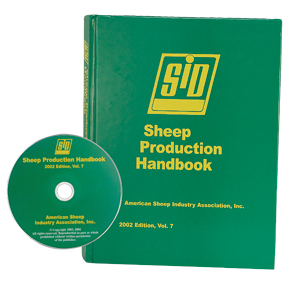 SID
Sheep
Production
Handbook
American Sheep Industry Association, Inc.
2002 Edition, Vol. 7
SID
Sheep Production Handbook
2002 Edition, Vol. 7
American Sheep
Industry Association, Inc.